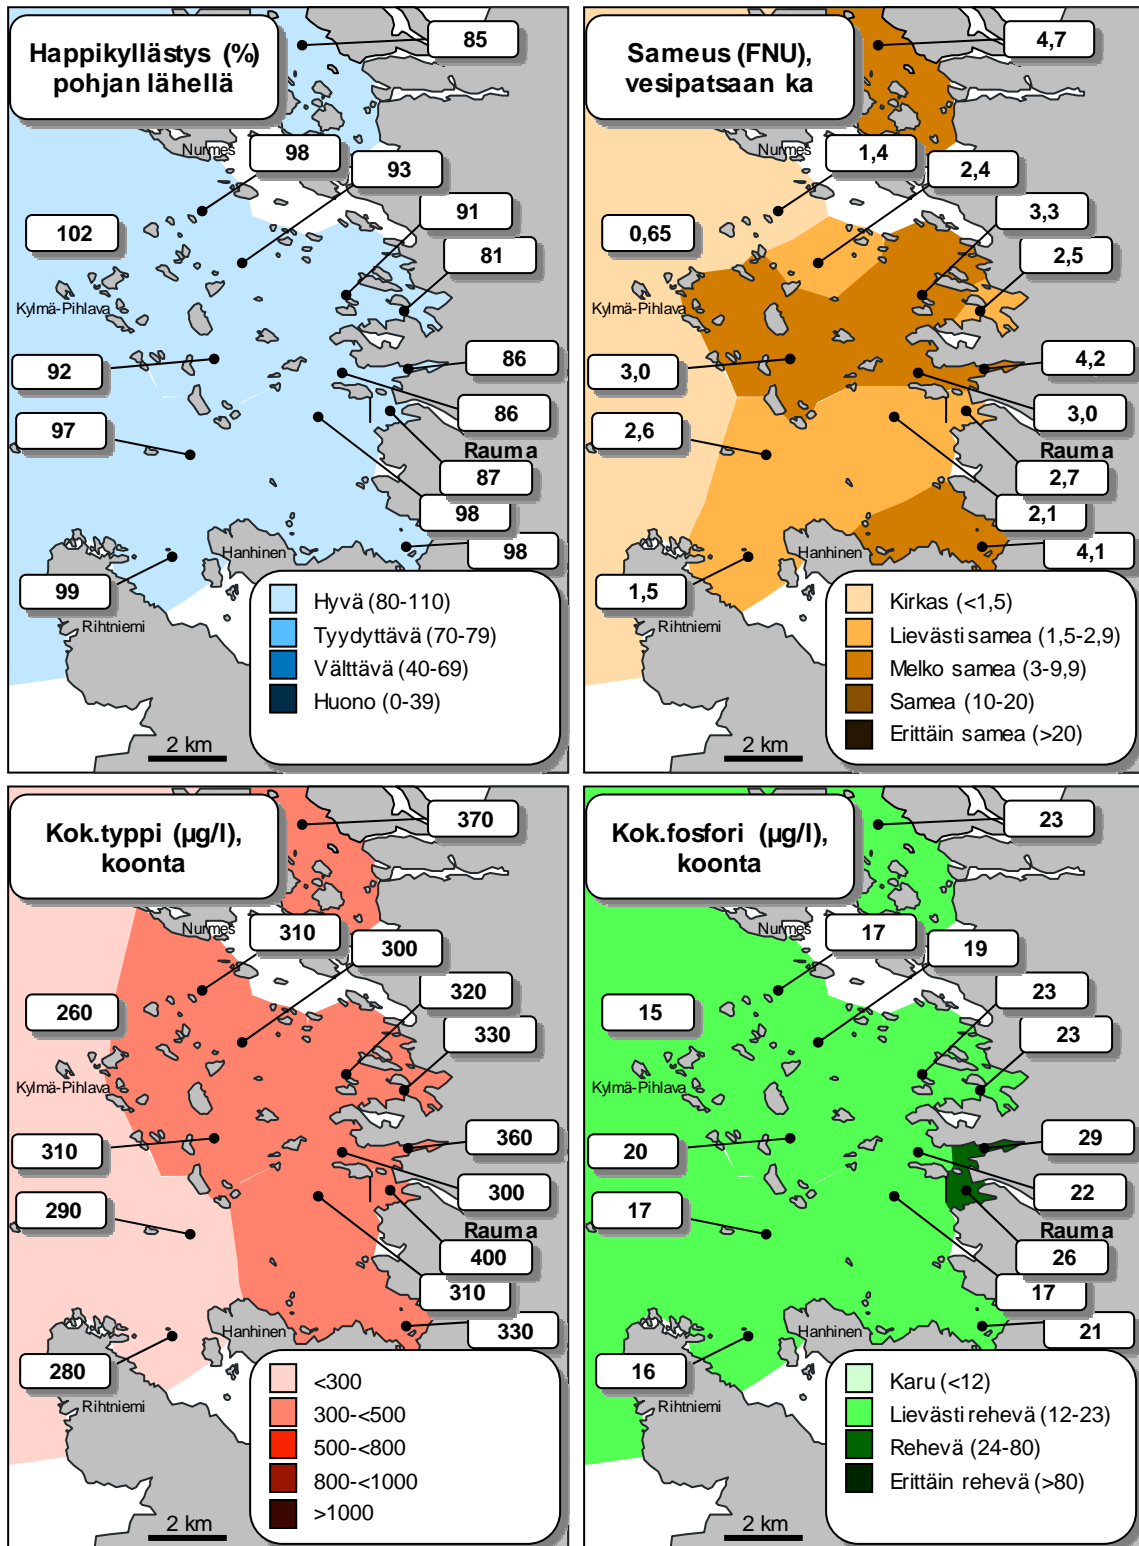 Happikyllästys (%)
pohjan lähellä
85
98
93
Nurmes
91
102
81
Kylmä-Pihlava
92
86
86
97
Rauma
87
98
Hanhinen
98
99
Rihtniemi
Hyvä (80-110)
Tyydyttävä (70-79)
Välttävä (40-69)
Huono (0-39)
2 km
Sameus (FNU),
vesipatsaan ka
4,7
1,4
2,4
Nurmes
3,3
0,65
2,5
Kylmä-Pihlava
3,0
4,2
3,0
2,6
Rauma
2,7
2,1
Hanhinen
4,1
1,5
Rihtniemi
Kirkas (<1,5)
Lievästi samea (1,5-2,9)
Melko samea (3-9,9)
Samea (10-20)
Erittäin samea (>20)
2 km
Kok.typpi (µg/l),
koonta
370
310
300
Nurmes
320
260
330
Kylmä-Pihlava
310
360
300
290
Rauma
400
310
Hanhinen
330
280
Rihtniemi
<300
300-<500
500-<800
800-<1000
>1000
2 km
Kok.fosfori (µg/l),
koonta
23
17
19
Nurmes
23
15
23
Kylmä-Pihlava
20
29
22
17
Rauma
26
17
Hanhinen
21
16
Rihtniemi
Karu (<12)
Lievästi rehevä (12-23)
Rehevä (24-80)
Erittäin rehevä (>80)
2 km